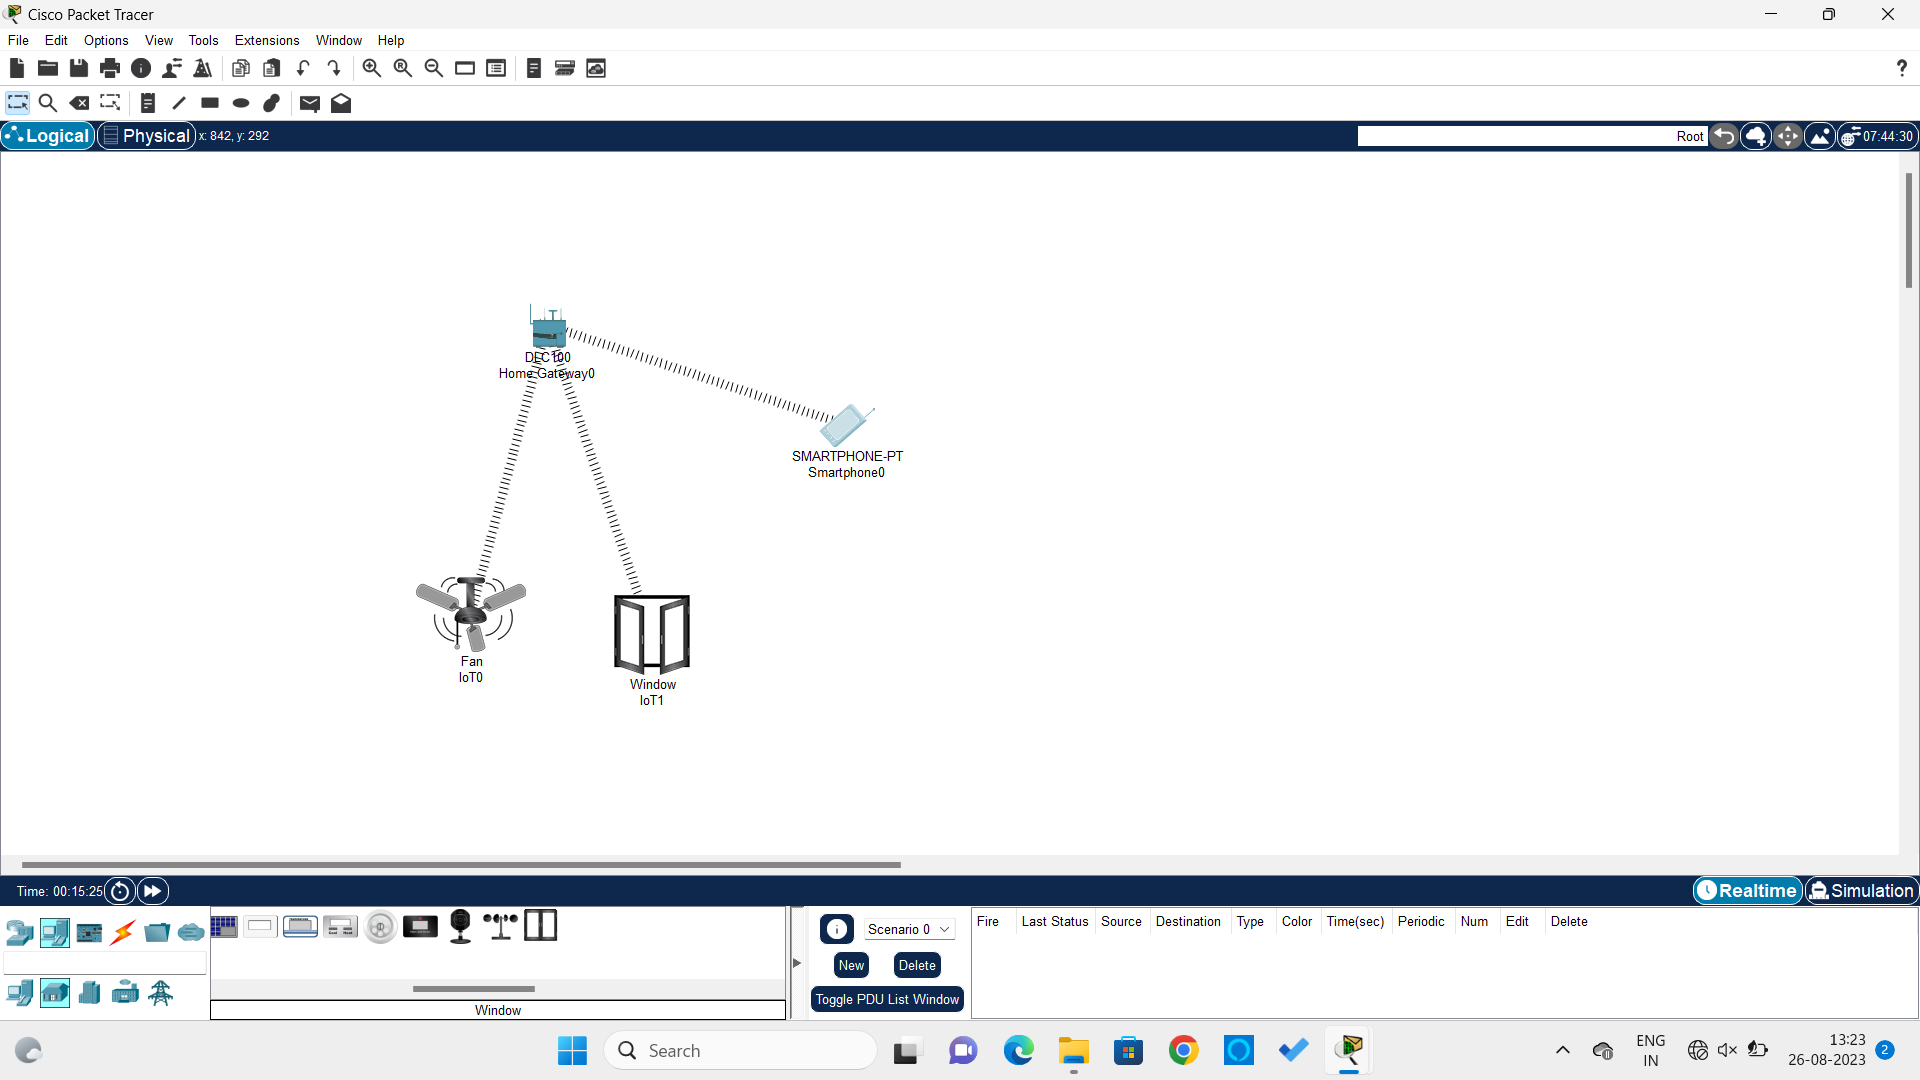 Cisco Packet Tracer
File Edit Options View Tools Extensions Window Help
?
Logical Physical x: 842, y: 292 Root 07:44:30
DLC100
Home Gateway0
SMARTPHONE-PT
Smartphone0
Fan
IoT0
Window
IoT1
Time: 00:15:25 Realtime Simulation
Scenario 0
New Delete
Toggle PDU List Window
Fire Last Status Source Destination Type Color Time(sec) Periodic Num Edit Delete
Window
Search
ENG
IN
13:23
26-08-2023
2